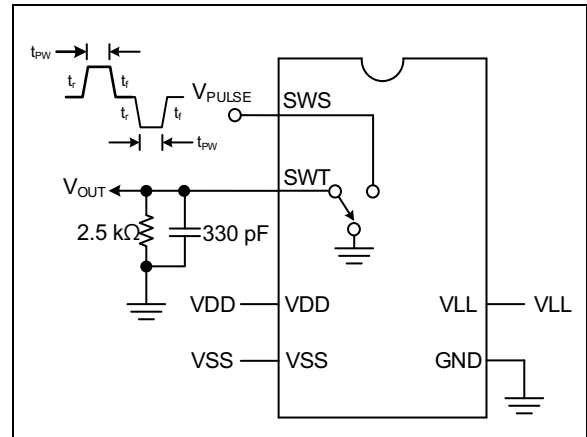 tPW
tr tf
VPULSE
SWS
tr tf
tPW
VOUT
SWT
2.5 kΩ
330 pF
VDD
VDD
VLL
VLL
VSS
VSS
GND